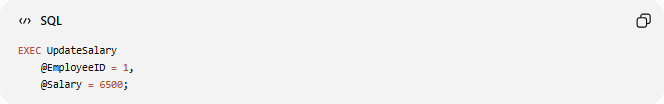 </> SQL
EXEC UpdateSalary
@EmployeeID = 1,
@Salary = 6500;